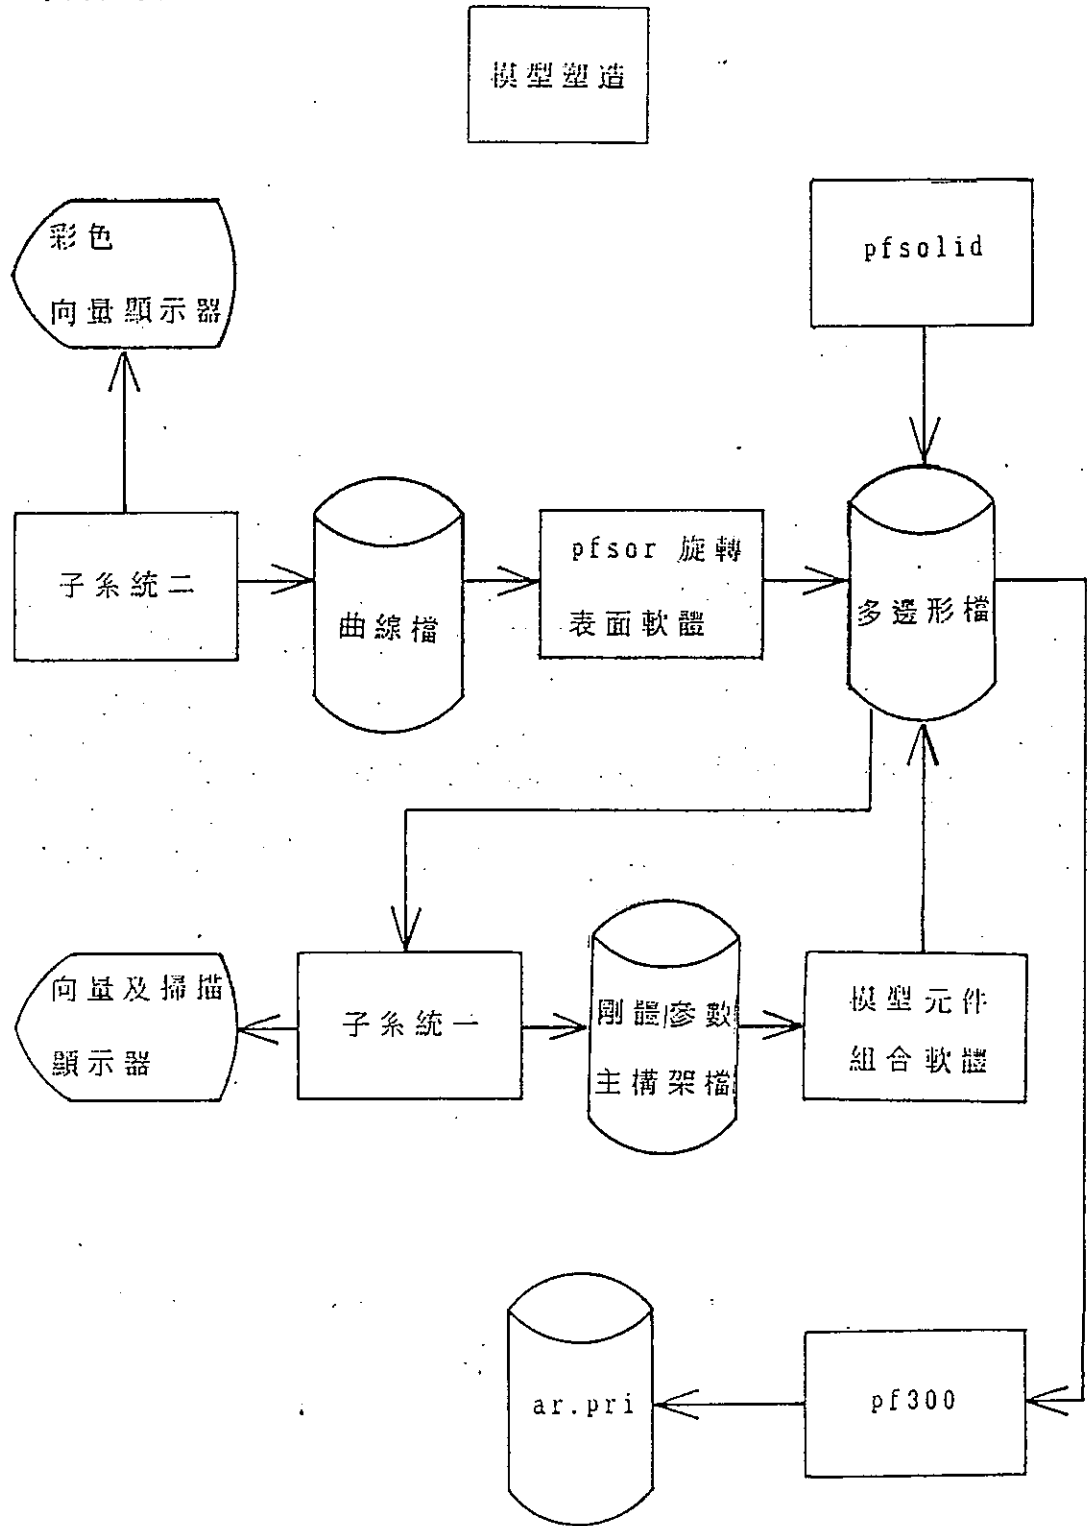 模型塑造
彩色
向量顯示器
pfsolid
子系統二
曲線檔
pfsor 旋轉
表面軟體
多邊形檔
向量及掃描
顯示器
子系統一
剛體/參數
主構架檔
模型元件
組合軟體
ar.pri
pf300